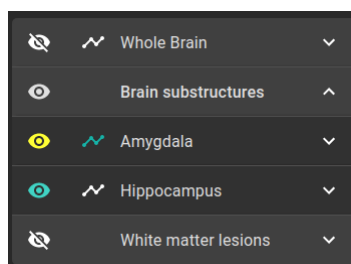 Whole Brain
Brain substructures
Amygdala
Hippocampus
White matter lesions